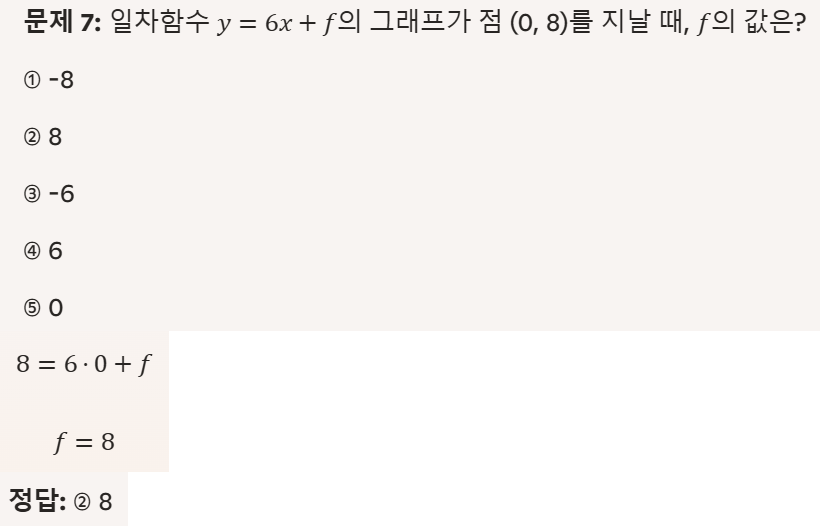 문제 7: 일차함수 y = 6x + f의 그래프가 점 (0, 8)를 지날 때, f의 값은?
① -8
② 8
③ -6
④ 6
⑤ 0
8 = 6 · 0 + f
f = 8
정답: ② 8